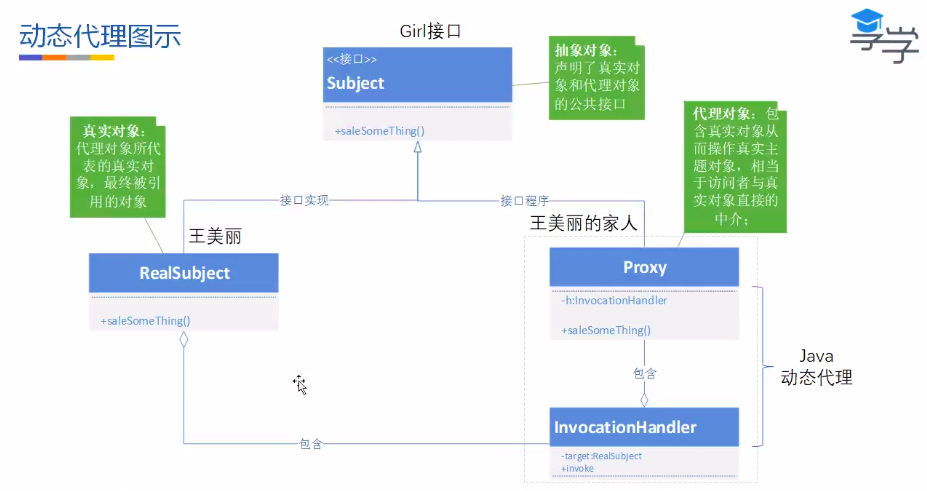 动态代理图示
享学
Girl接口
<<接口>>
Subject
+saleSomeThing()
抽象对象：
声明了真实对
象和代理对象
的公共接口
真实对象：
代理对象所代
表的真实对
象，最终被引
用的对象
代理对象：包
含真实对象从
而操作真实主
题对象，相当
于访问者与真
实对象直接的
中介；
接口实现
接口程序
王美丽
王美丽的家人
RealSubject
+saleSomeThing()
Proxy
-h:InvocationHandler
+saleSomeThing()
包含
Java
动态代理
InvocationHandler
-target:RealSubject
+invoke
包含